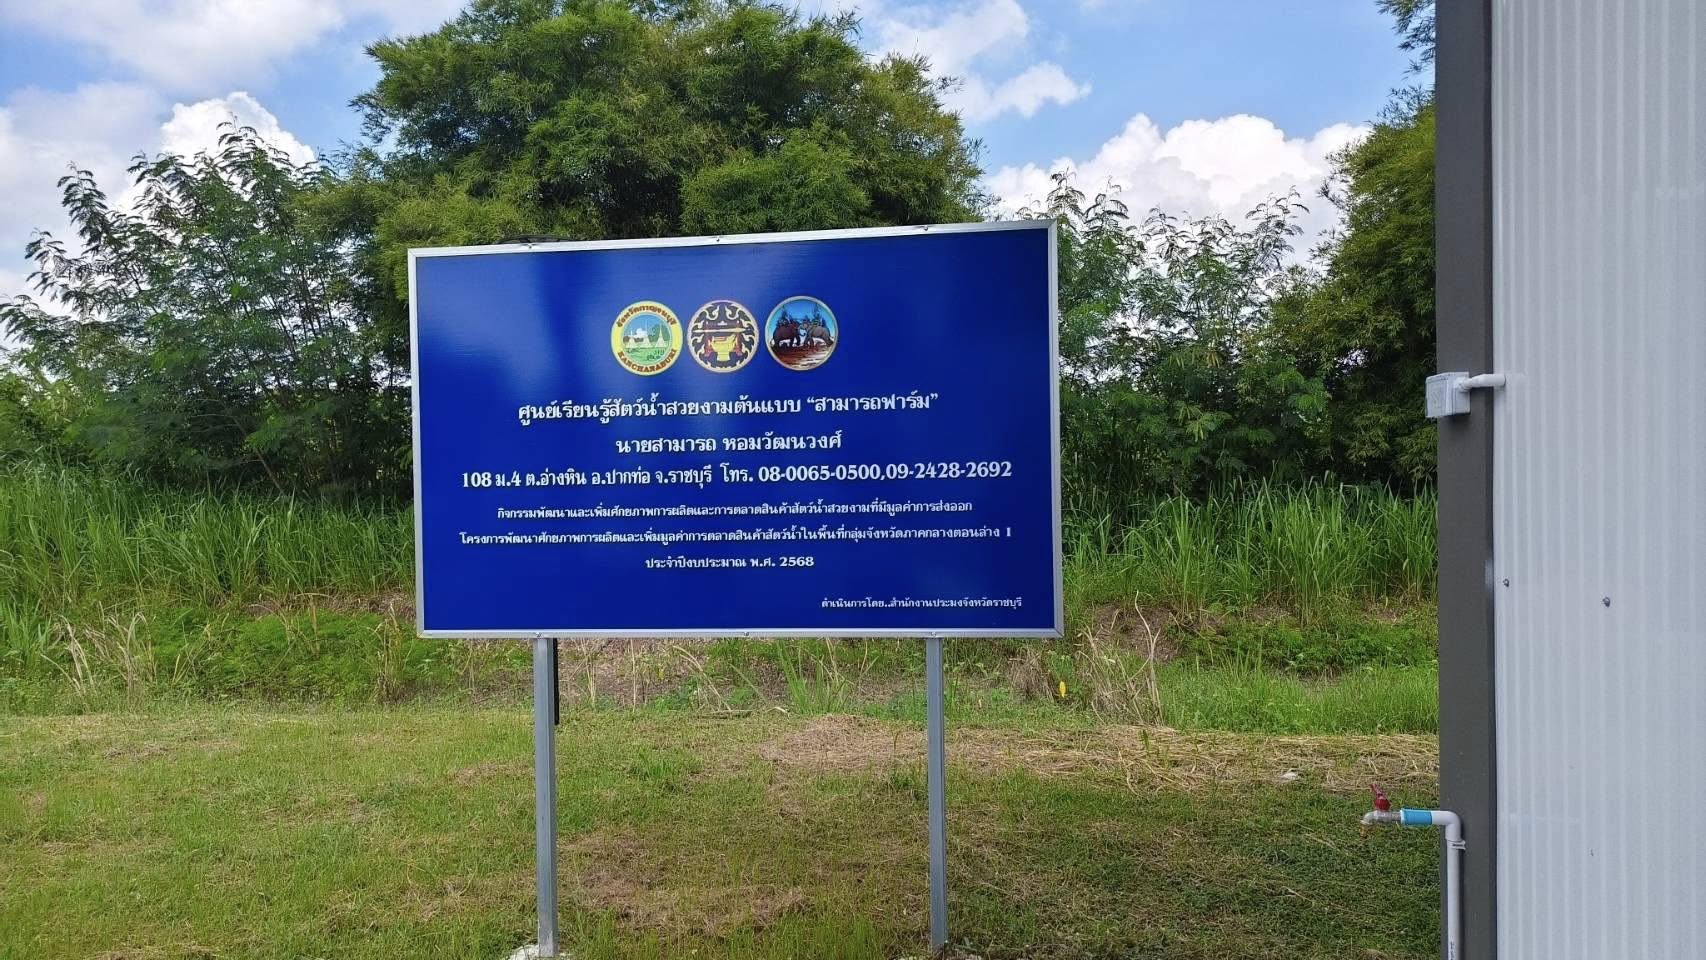 จังหวัดกาญจนบุรี
KANCHANABURI
ศูนย์เรียนรู้สัตว์น้ำสวยงามต้นแบบ “สามารถฟาร์ม”
นายสามารถ หอมวัฒนวงศ์
108 ม.4 ต.อ่างหิน อ.ปากท่อ จ.ราชบุรี โทร. 08-0065-0500,09-2428-2692
กิจกรรมพัฒนาและเพิ่มศักยภาพการผลิตและการตลาดสินค้าสัตว์น้ำสวยงามที่มีมูลค่าการส่งออก
โครงการพัฒนาศักยภาพการผลิตและเพิ่มมูลค่าการตลาดสินค้าสัตว์น้ำในพื้นที่กลุ่มจังหวัดภาคกลางตอนล่าง 1
ประจำปีงบประมาณ พ.ศ. 2568
ดำเนินการโดย..สำนักงานประมงจังหวัดราชบุรี